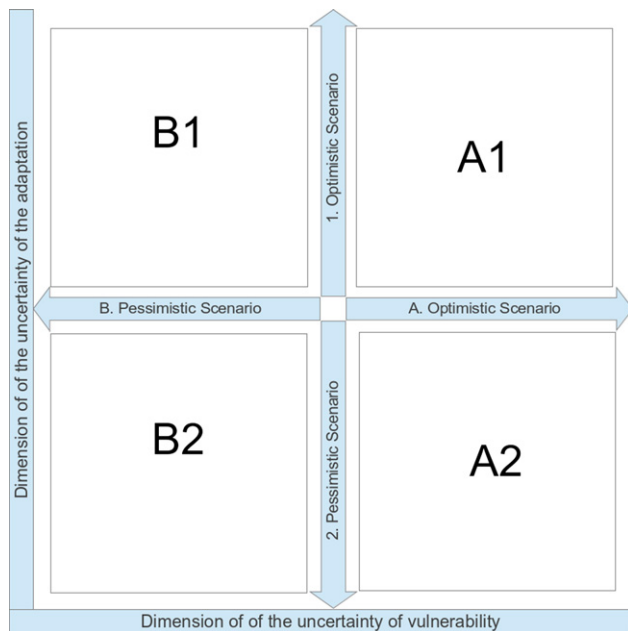 Dimension of of the uncertainty of the adaptation
B1
1. Optimistic Scenario
A1
B. Pessimistic Scenario
A. Optimistic Scenario
B2
2. Pessimistic Scenario
A2
Dimension of of the uncertainty of vulnerability